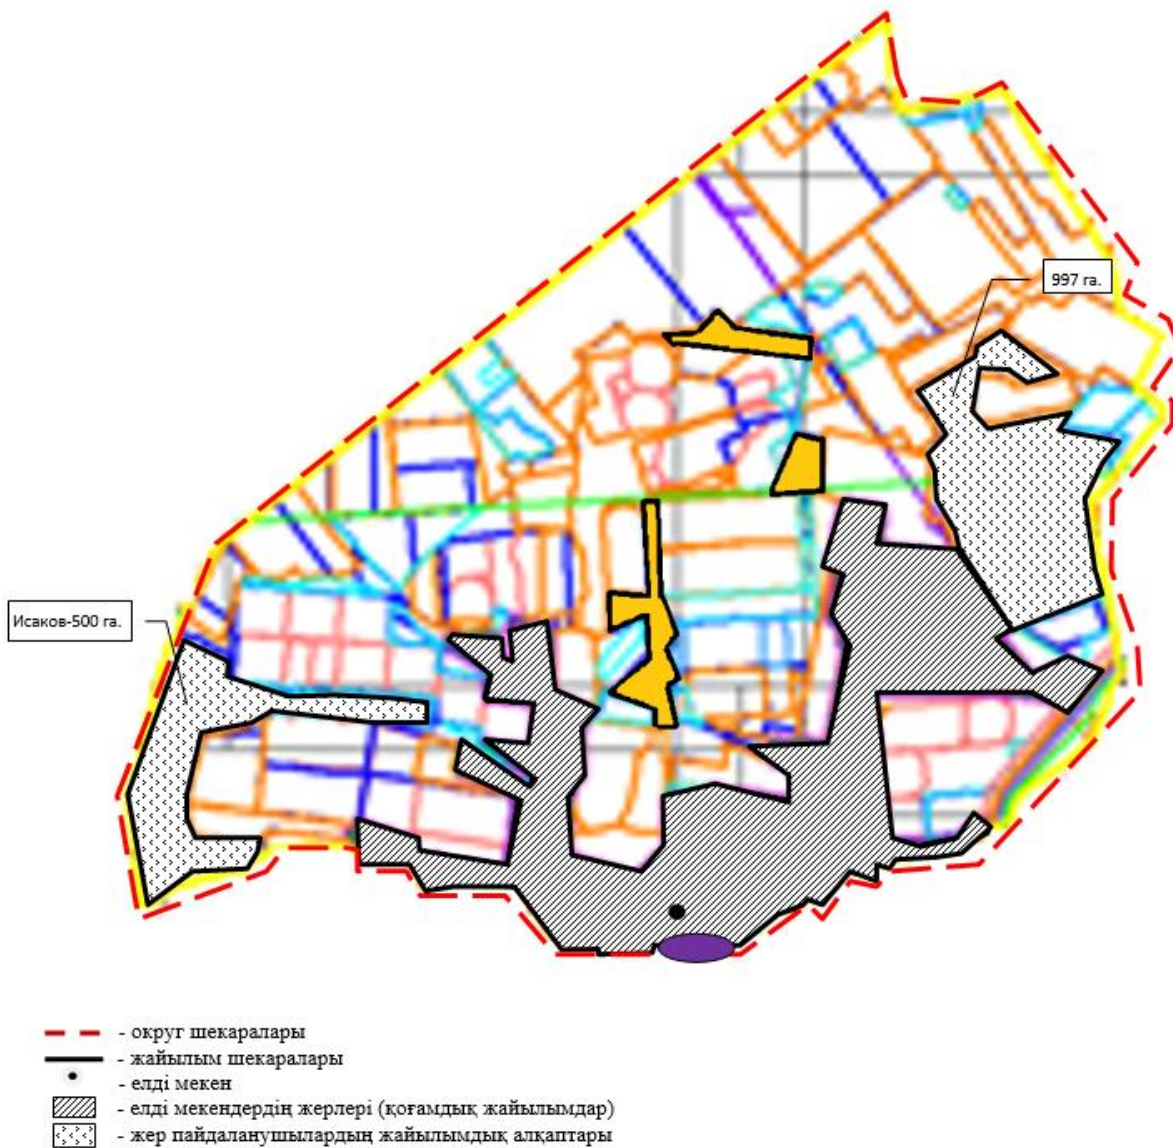 997 га.
Исаков-500 га.
- округ шекаралары
- жайылым шекаралары
- елді мекен
- елді мекендердің жерлері (қоғамдық жайылымдар)
- жер пайдаланушылардың жайылымдық алқаптары